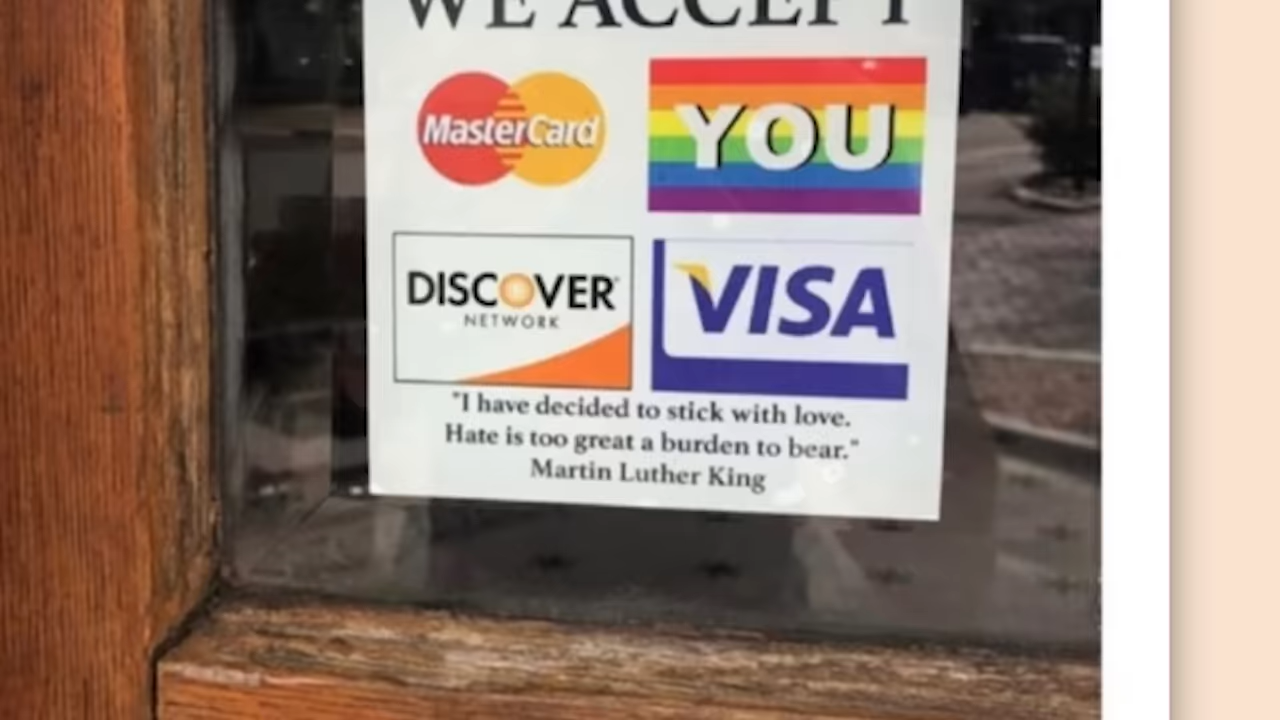 WE ACCEPT
MasterCard
YOU
DISCOVER
NETWORK
VISA
"I have decided to stick with love.
Hate is too great a burden to bear."
Martin Luther King